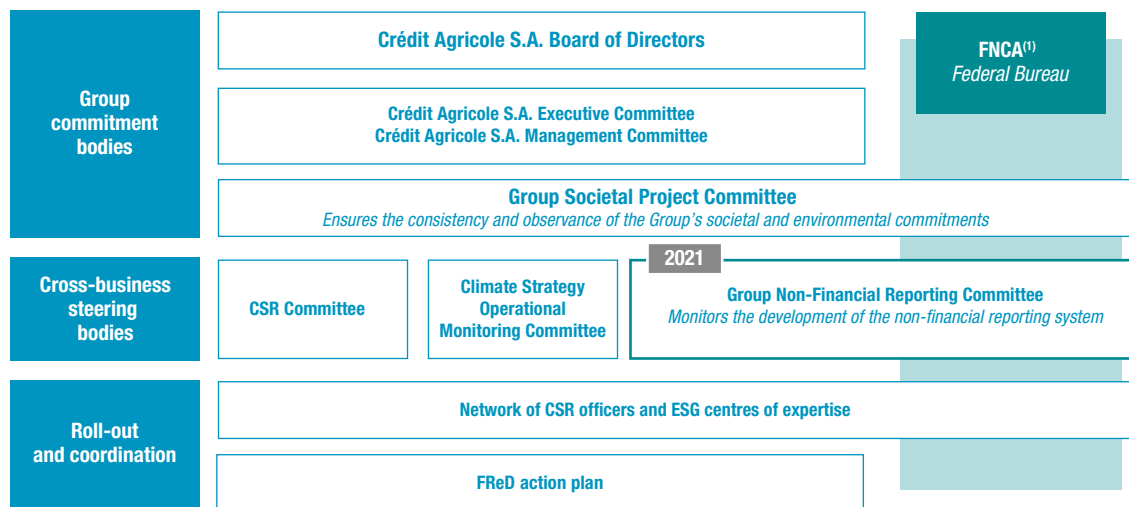 Group
commitment
bodies
Crédit Agricole S.A. Board of Directors
FNCA(1)
Federal Bureau
Crédit Agricole S.A. Executive Committee
Crédit Agricole S.A. Management Committee
Group Societal Project Committee
Ensures the consistency and observance of the Group's societal and environmental commitments
Cross-business
steering
bodies
CSR Committee
Climate Strategy
Operational
Monitoring Committee
2021
Group Non-Financial Reporting Committee
Monitors the development of the non-financial reporting system
Roll-out
and coordination
Network of CSR officers and ESG centres of expertise
FReD action plan